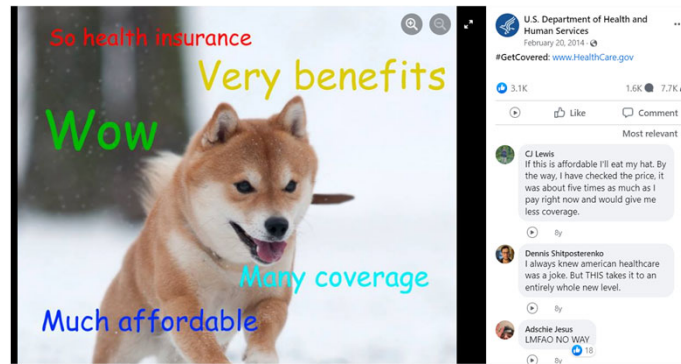 So health insurance
Very benefits
Wow
Many coverage
Much affordable
U.S. Department of Health and
Human Services
February 20, 2014 ·
#GetCovered: www.HealthCare.gov
3.1K
1.6K
7.7K
Like
Comment
Most relevant
CJ Lewis
If this is affordable I'll eat my hat. By
the way, I have checked the price, it
was about five times as much as I
pay right now and would give me
less coverage.
8y
Dennis Shitposterenko
I always knew american healthcare
was a joke. But THIS takes it to an
entirely whole new level.
8y
Adschie Jesus
LMFAO NO WAY
18
8y